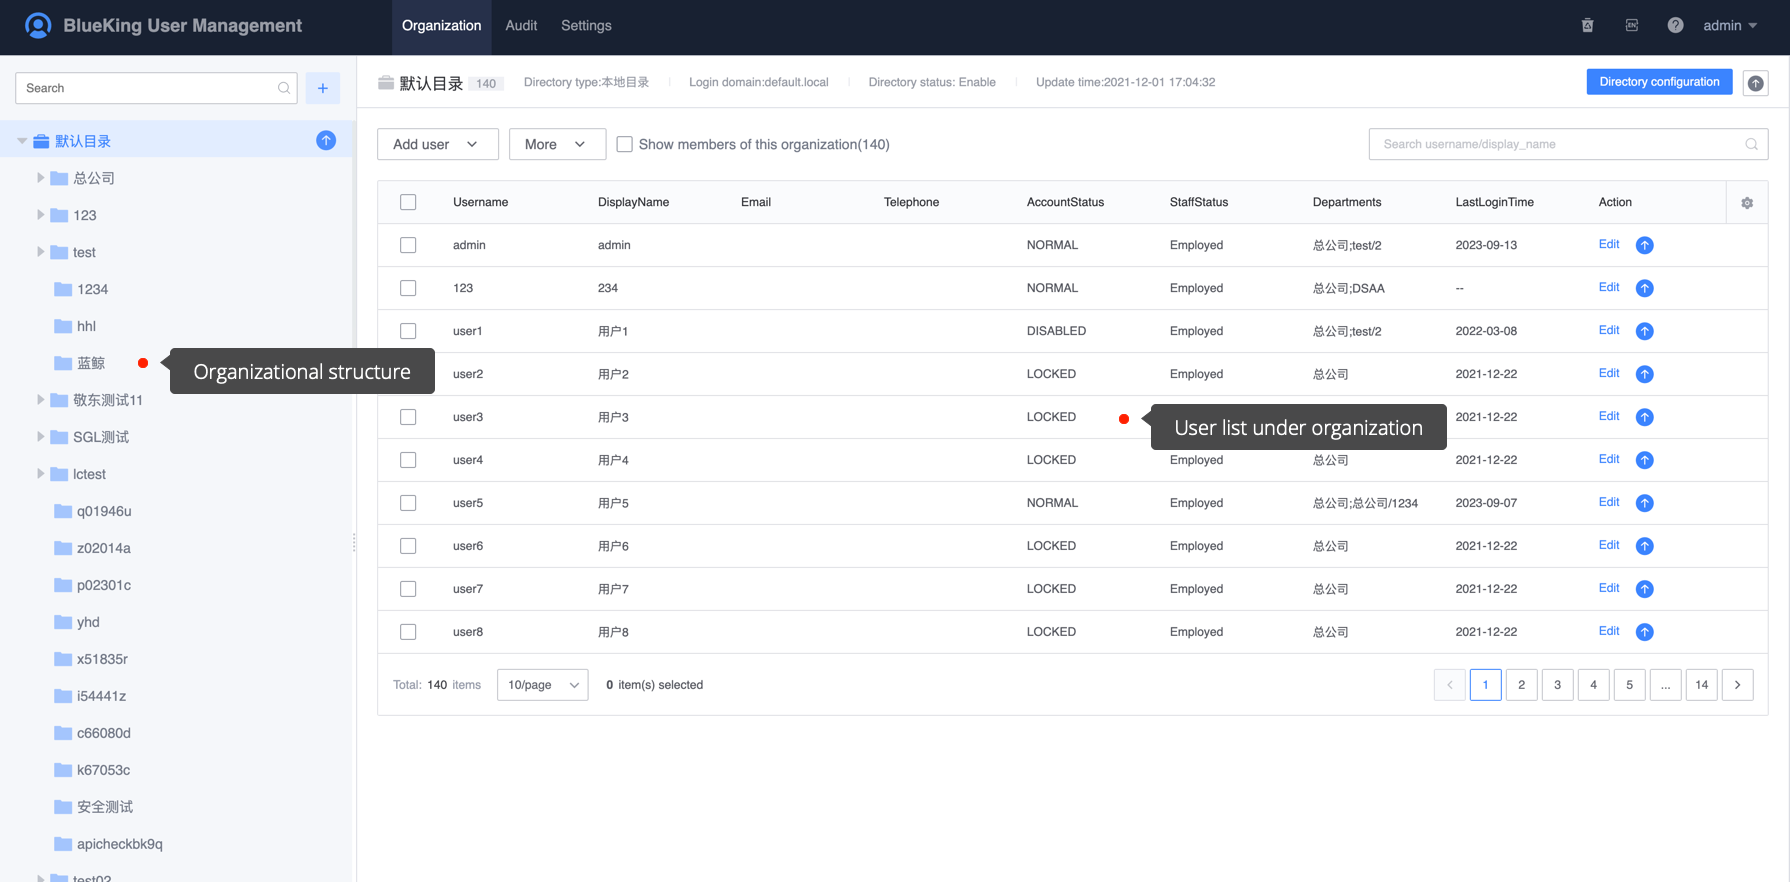 BlueKing User Management Organization Audit Settings EN ? admin
Search +
默认目录
总公司
123
test
1234
hhl
蓝鲸
敬东测试11
SGL测试
lctest
q01946u
z02014a
p02301c
yhd
x51835r
i54441z
c66080d
k67053c
安全测试
apicheckbk9q
test02
Organizational structure
默认目录 140 Directory type:本地目录 Login domain:default.local Directory status: Enable Update time:2021-12-01 17:04:32 Directory configuration
Add user More Show members of this organization(140) Search username/display_name
Username DisplayName Email Telephone AccountStatus StaffStatus Departments LastLoginTime Action
admin admin NORMAL Employed 总公司;test/2 2023-09-13 Edit
123 234 NORMAL Employed 总公司;DSAA -- Edit
user1 用户1 DISABLED Employed 总公司;test/2 2022-03-08 Edit
user2 用户2 LOCKED Employed 总公司 2021-12-22 Edit
user3 用户3 LOCKED 2021-12-22 Edit
User list under organization
user4 用户4 LOCKED Employed 总公司 2021-12-22 Edit
user5 用户5 NORMAL Employed 总公司;总公司/1234 2023-09-07 Edit
user6 用户6 LOCKED Employed 总公司 2021-12-22 Edit
user7 用户7 LOCKED Employed 总公司 2021-12-22 Edit
user8 用户8 LOCKED Employed 总公司 2021-12-22 Edit
Total: 140 items 10/page 0 item(s) selected < 1 2 3 4 5 ... 14 >